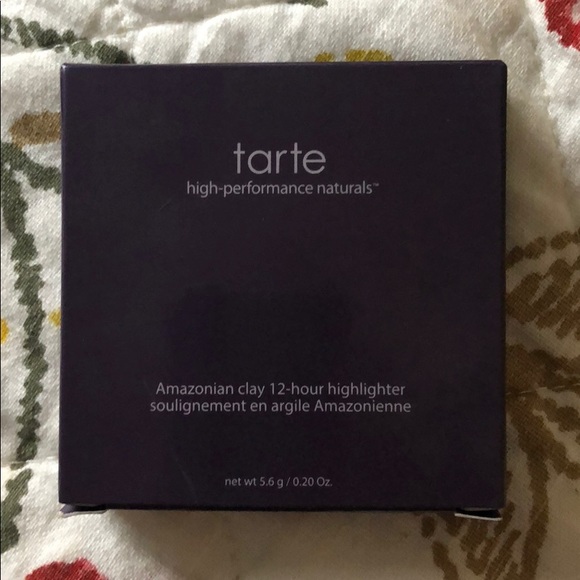 tarte
high-performance naturals™
Amazonian clay 12-hour highlighter
soulignement en argile Amazonienne
net wt 5.6 g / 0.20 Oz.